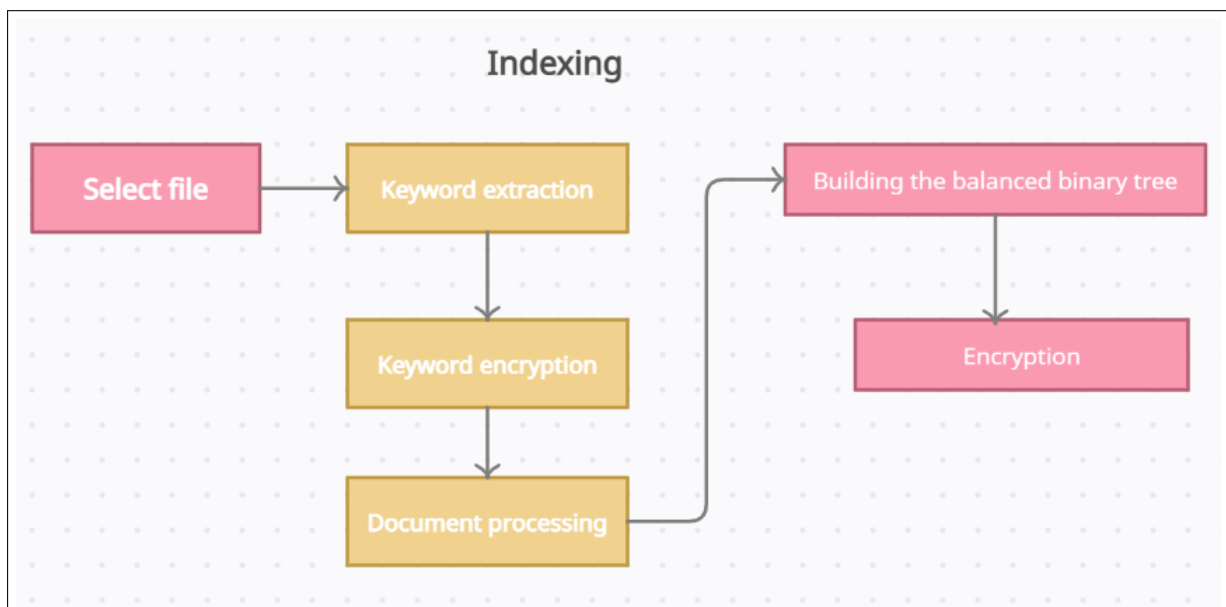 Indexing
Select file
Keyword extraction
Keyword encryption
Document processing
Building the balanced binary tree
Encryption